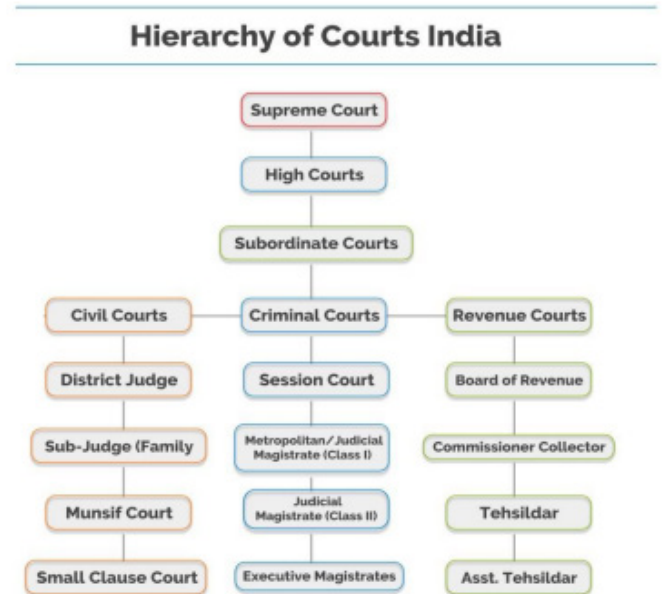 Hierarchy of Courts India
Supreme Court
High Courts
Subordinate Courts
Civil Courts
Criminal Courts
Revenue Courts
District Judge
Session Court
Board of Revenue
Sub-Judge (Family
Metropolitan/Judicial
Magistrate (Class I)
Commissioner Collector
Munsif Court
Judicial
Magistrate (Class II)
Tehsildar
Small Clause Court
Executive Magistrates
Asst. Tehsildar